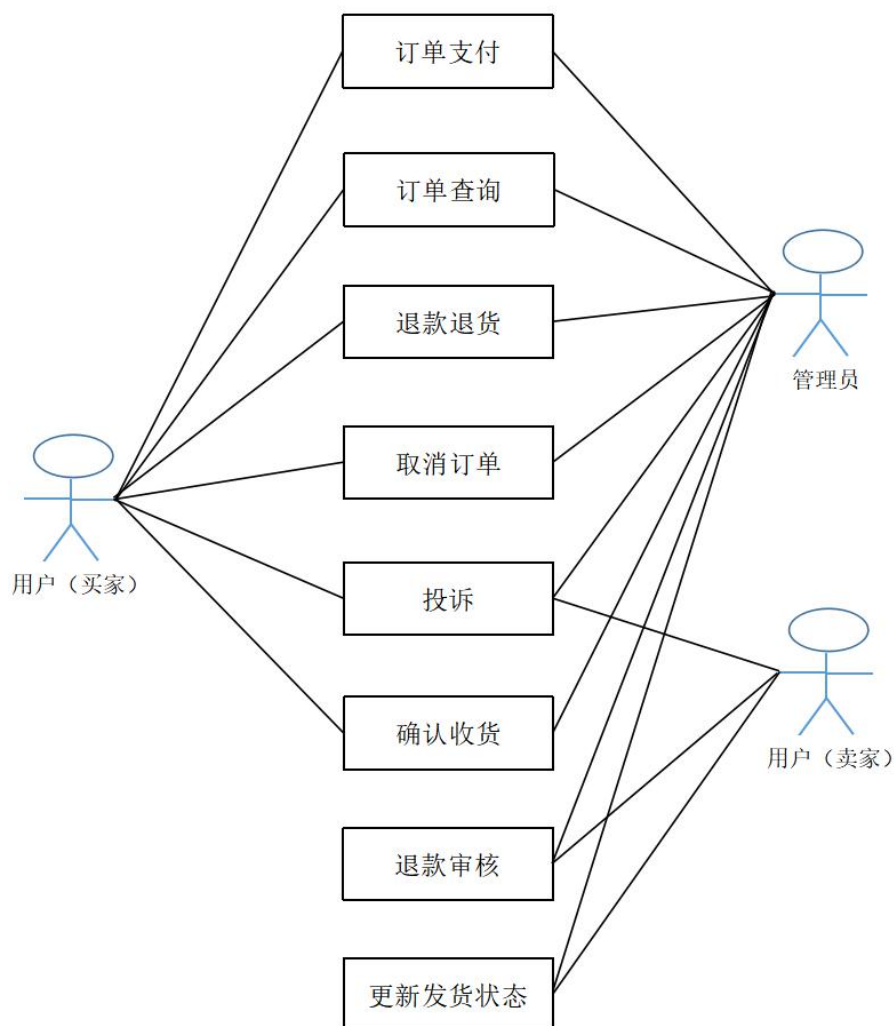 订单支付
订单查询
退款退货
管理员
取消订单
用户（买家）
投诉
确认收货
用户（卖家）
退款审核
更新发货状态